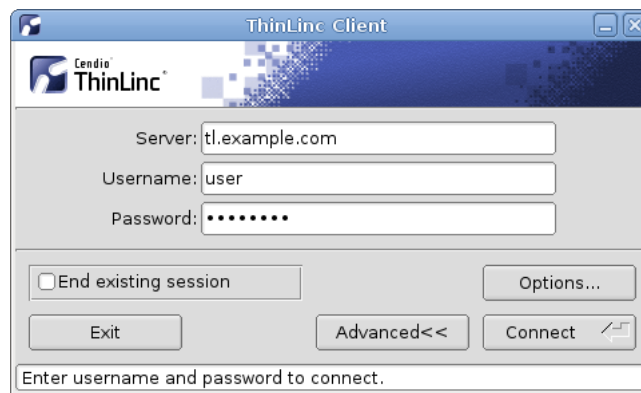 ThinLinc Client
Cendio
ThinLinc
Server: tl.example.com
Username: user
Password: ••••••••
End existing session
Options...
Exit
Advanced<<
Connect
Enter username and password to connect.